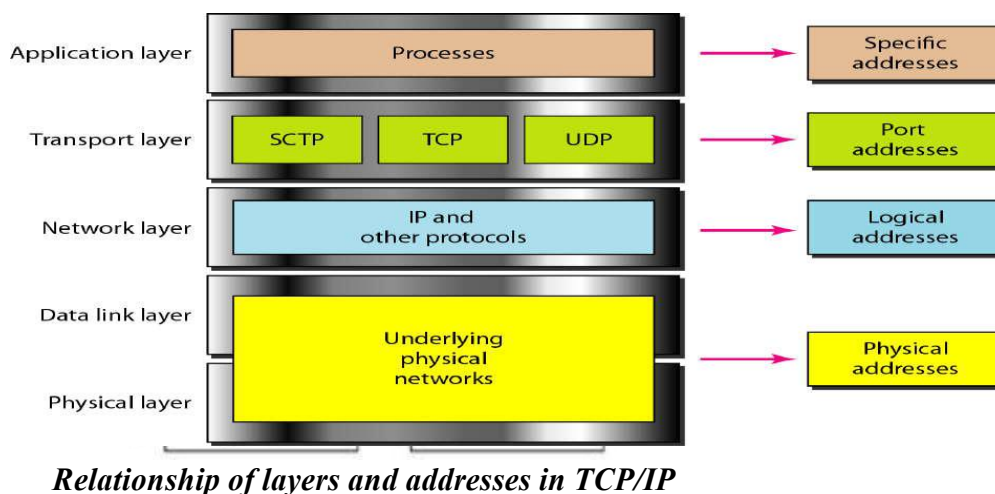 Application layer
Processes
Specific
addresses
Transport layer
SCTP
TCP
UDP
Port
addresses
Network layer
IP and
other protocols
Logical
addresses
Data link layer
Underlying
physical
networks
Physical
addresses
Physical layer
Relationship of layers and addresses in TCP/IP